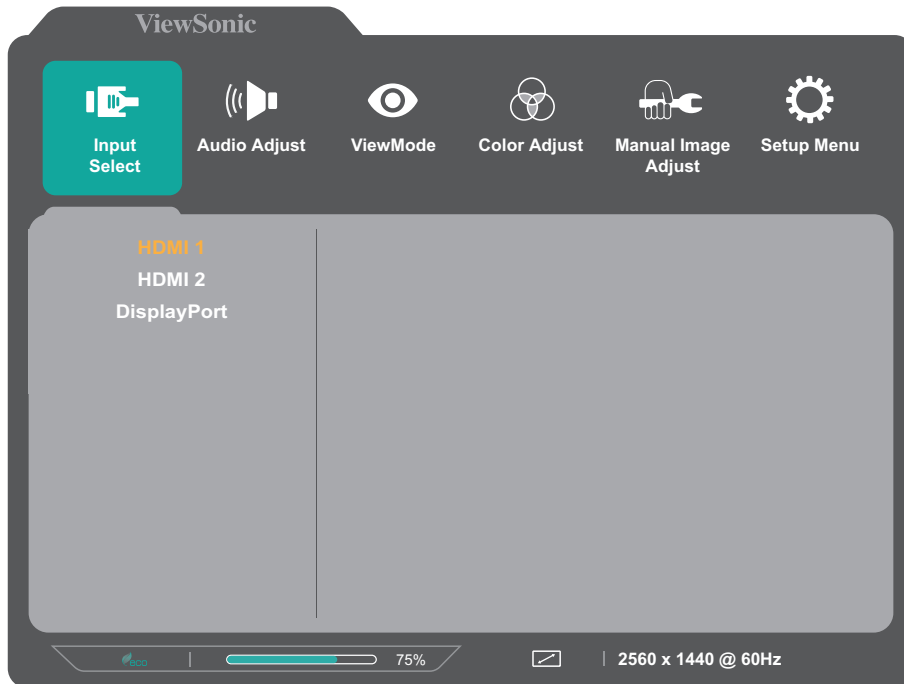 ViewSonic
Input
Select
Audio Adjust
ViewMode
Color Adjust
Manual Image
Adjust
Setup Menu
HDMI 1
HDMI 2
DisplayPort
eco
75%
2560 x 1440 @ 60Hz